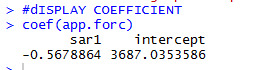 > #DISPLAY COEFFICIENT
> coef(app.forc)
sar1 intercept
-0.5678864 3687.0353586
>